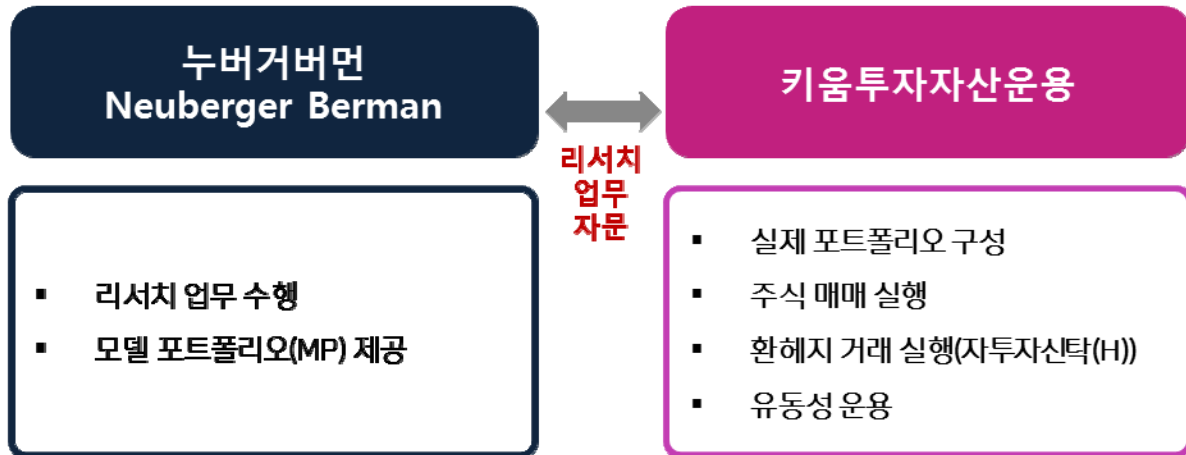 누버거버먼
Neuberger Berman
키움투자자산운용
리서치
업무
자문
▪ 리서치 업무 수행
▪ 모델 포트폴리오(MP) 제공
▪ 실제 포트폴리오 구성
▪ 주식 매매 실행
▪ 환헤지 거래 실행(자투자신탁(H))
▪ 유동성 운용